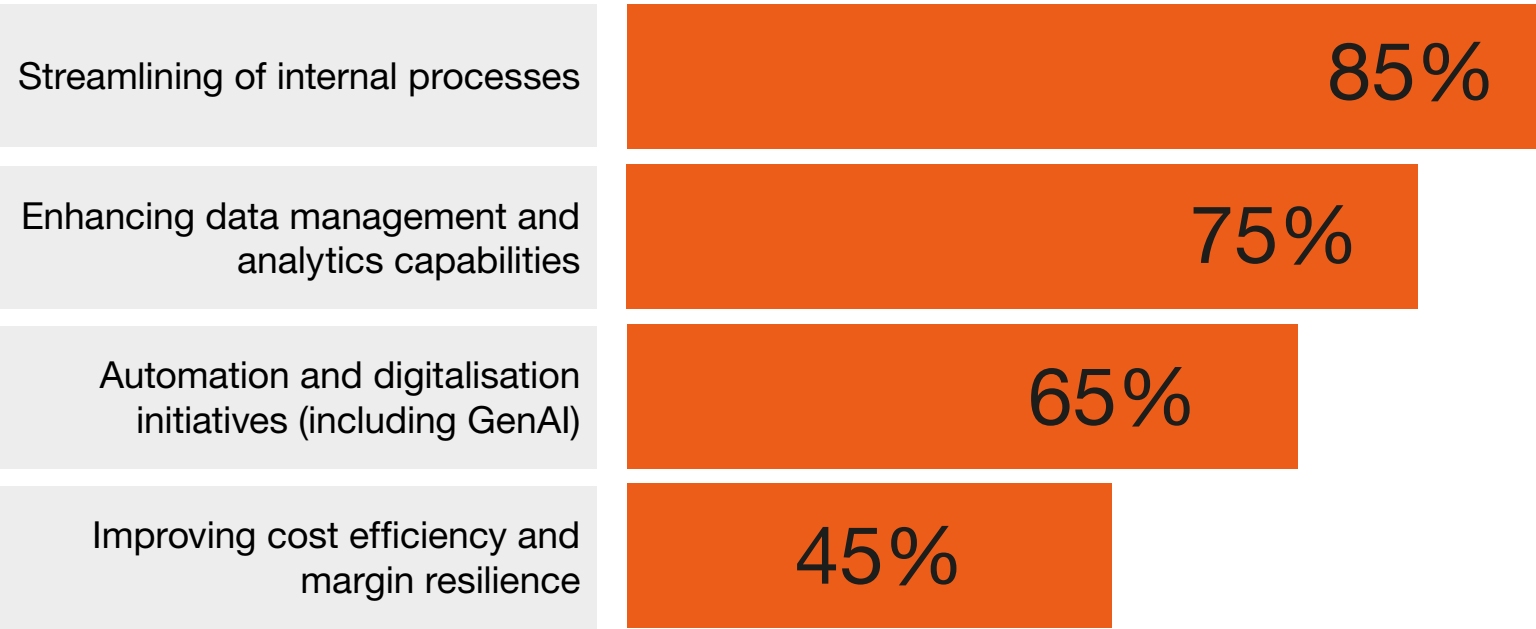 Streamlining of internal processes
85%
Enhancing data management and
analytics capabilities
75%
Automation and digitalisation
initiatives (including GenAI)
65%
Improving cost efficiency and
margin resilience
45%